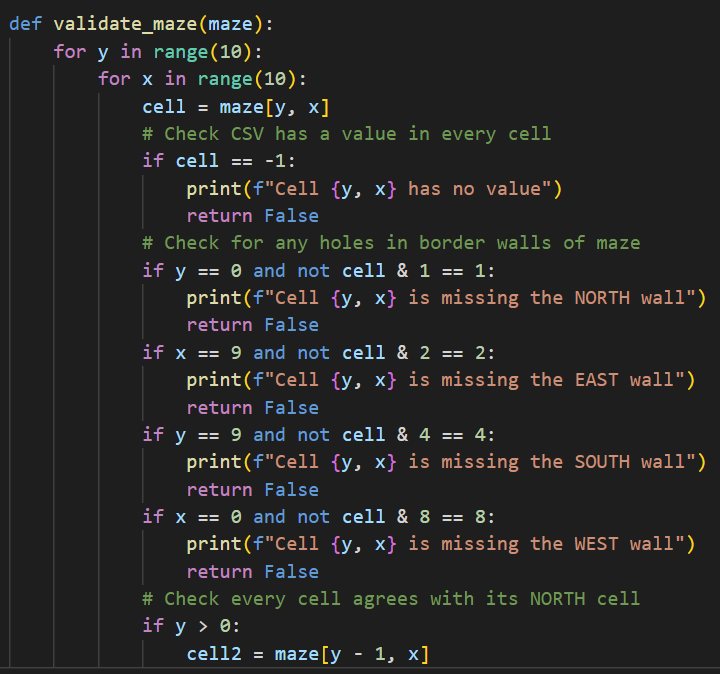 def validate_maze(maze):
    for y in range(10):
        for x in range(10):
            cell = maze[y, x]
            # Check CSV has a value in every cell
            if cell == -1:
                print(f"Cell {y, x} has no value")
                return False
            # Check for any holes in border walls of maze
            if y == 0 and not cell & 1 == 1:
                print(f"Cell {y, x} is missing the NORTH wall")
                return False
            if x == 9 and not cell & 2 == 2:
                print(f"Cell {y, x} is missing the EAST wall")
                return False
            if y == 9 and not cell & 4 == 4:
                print(f"Cell {y, x} is missing the SOUTH wall")
                return False
            if x == 0 and not cell & 8 == 8:
                print(f"Cell {y, x} is missing the WEST wall")
                return False
            # Check every cell agrees with its NORTH cell
            if y > 0:
                cell2 = maze[y - 1, x]